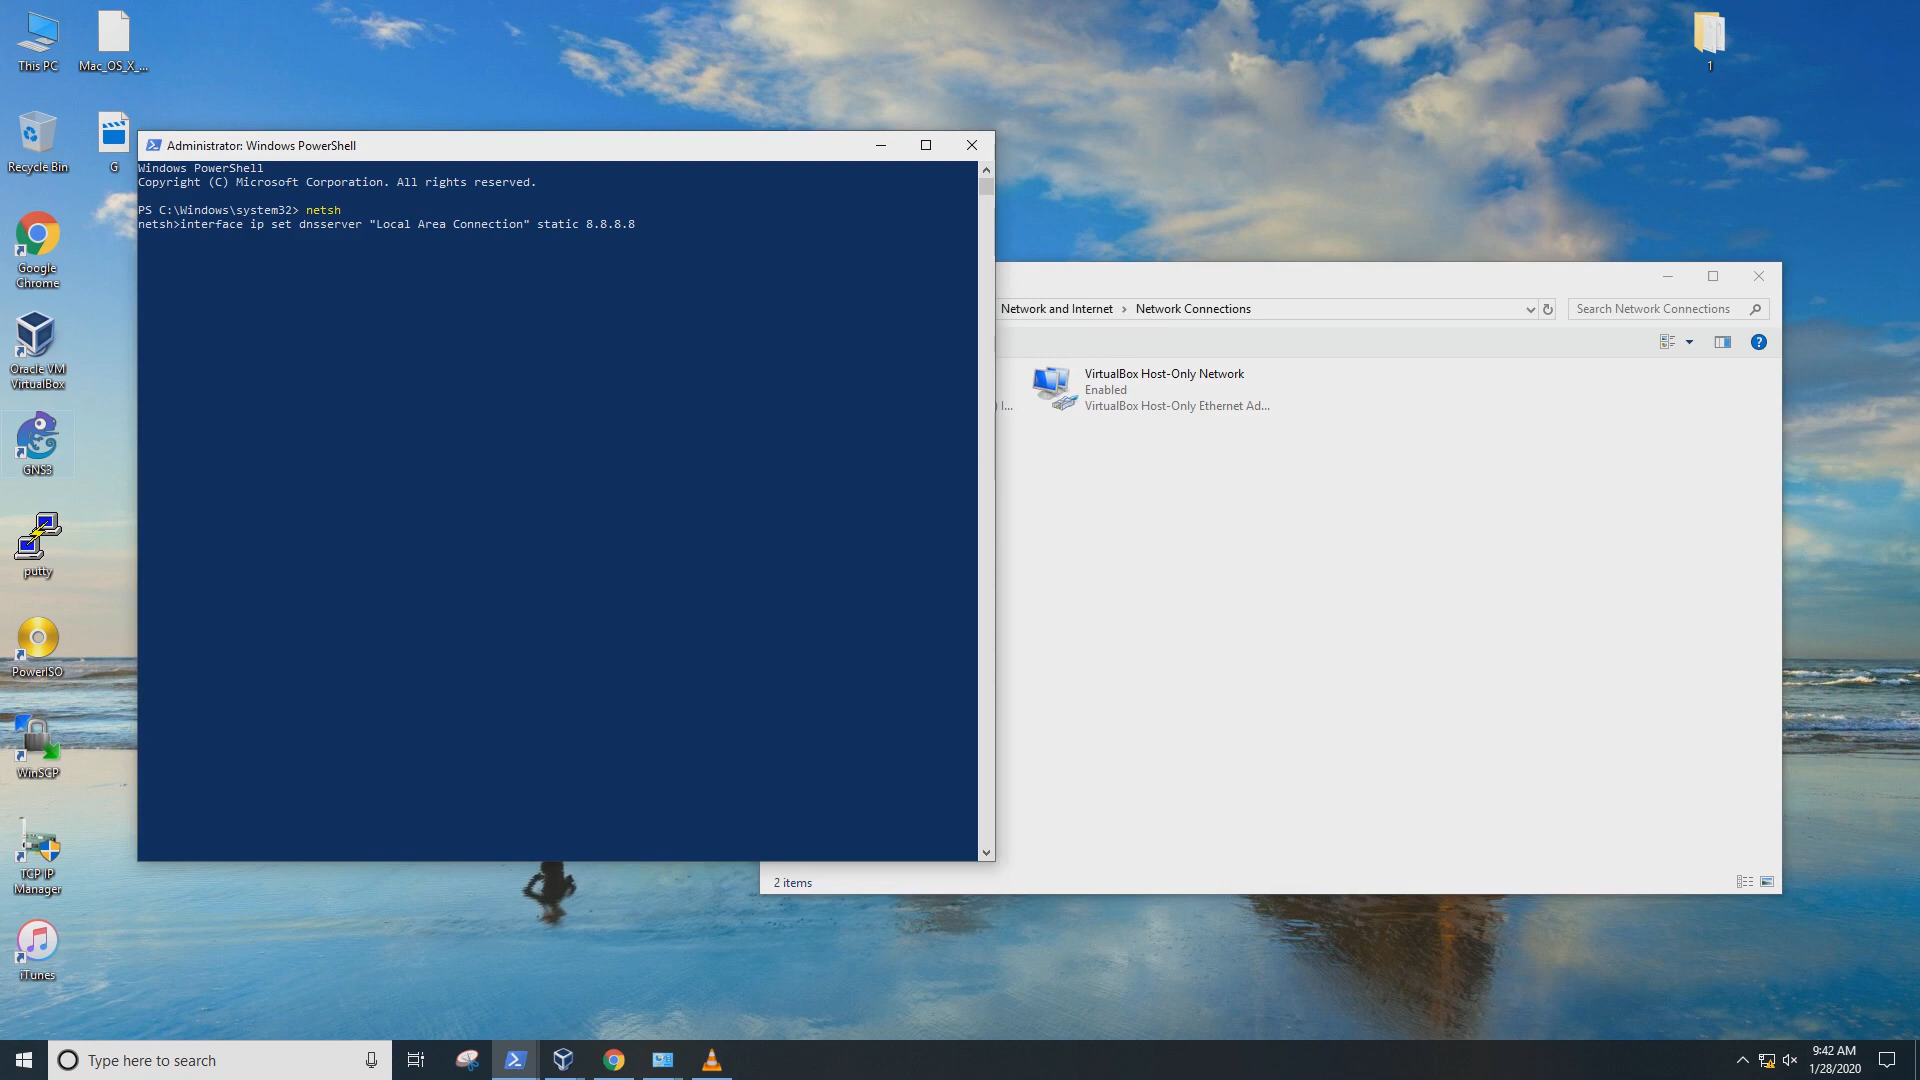 This PC
Mac_OS_X_...
1
Recycle Bin
G
Google
Chrome
Oracle VM
VirtualBox
GNS3
putty
PowerISO
WinSCP
TCP IP
Manager
iTunes
Administrator: Windows PowerShell
Windows PowerShell
Copyright (C) Microsoft Corporation. All rights reserved.
PS C:\Windows\system32> netsh
netsh>interface ip set dnsserver "Local Area Connection" static 8.8.8.8
Network and Internet › Network Connections
Search Network Connections
VirtualBox Host-Only Network
Enabled
) I...
VirtualBox Host-Only Ethernet Ad...
2 items
Type here to search
9:42 AM
1/28/2020